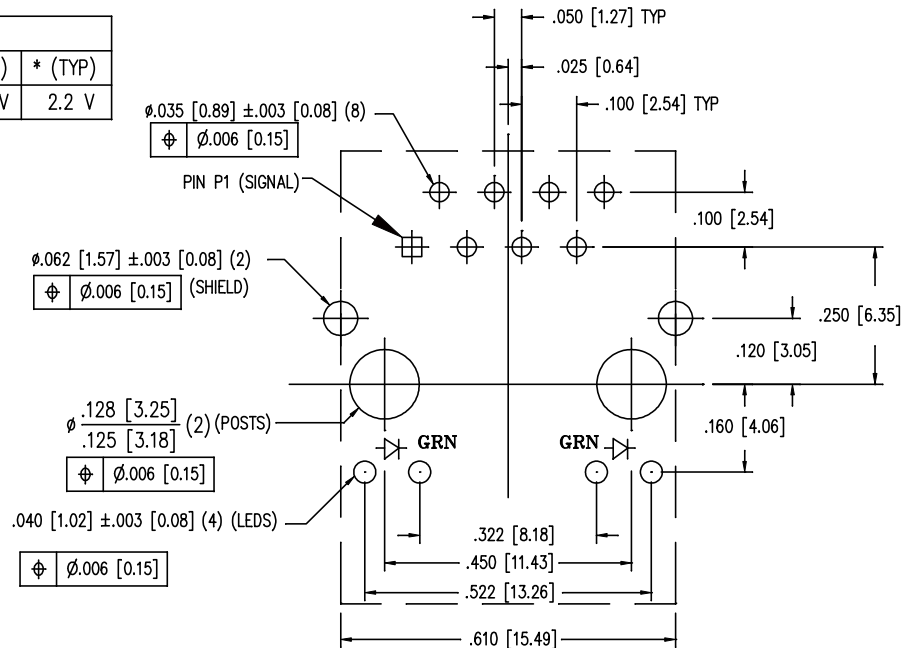 ) * (TYP)
V 2.2 V
.050 [1.27] TYP
.025 [0.64]
.100 [2.54] TYP
ø.035 [0.89] ±.003 [0.08] (8)
⌖ Ø.006 [0.15]
PIN P1 (SIGNAL)
.100 [2.54]
ø.062 [1.57] ±.003 [0.08] (2)
⌖ Ø.006 [0.15] (SHIELD)
.250 [6.35]
.120 [3.05]
ø .128 [3.25]
.125 [3.18] (2) (POSTS)
⌖ Ø.006 [0.15]
.160 [4.06]
GRN GRN
.040 [1.02] ±.003 [0.08] (4) (LEDS)
⌖ Ø.006 [0.15]
.322 [8.18]
.450 [11.43]
.522 [13.26]
.610 [15.49]